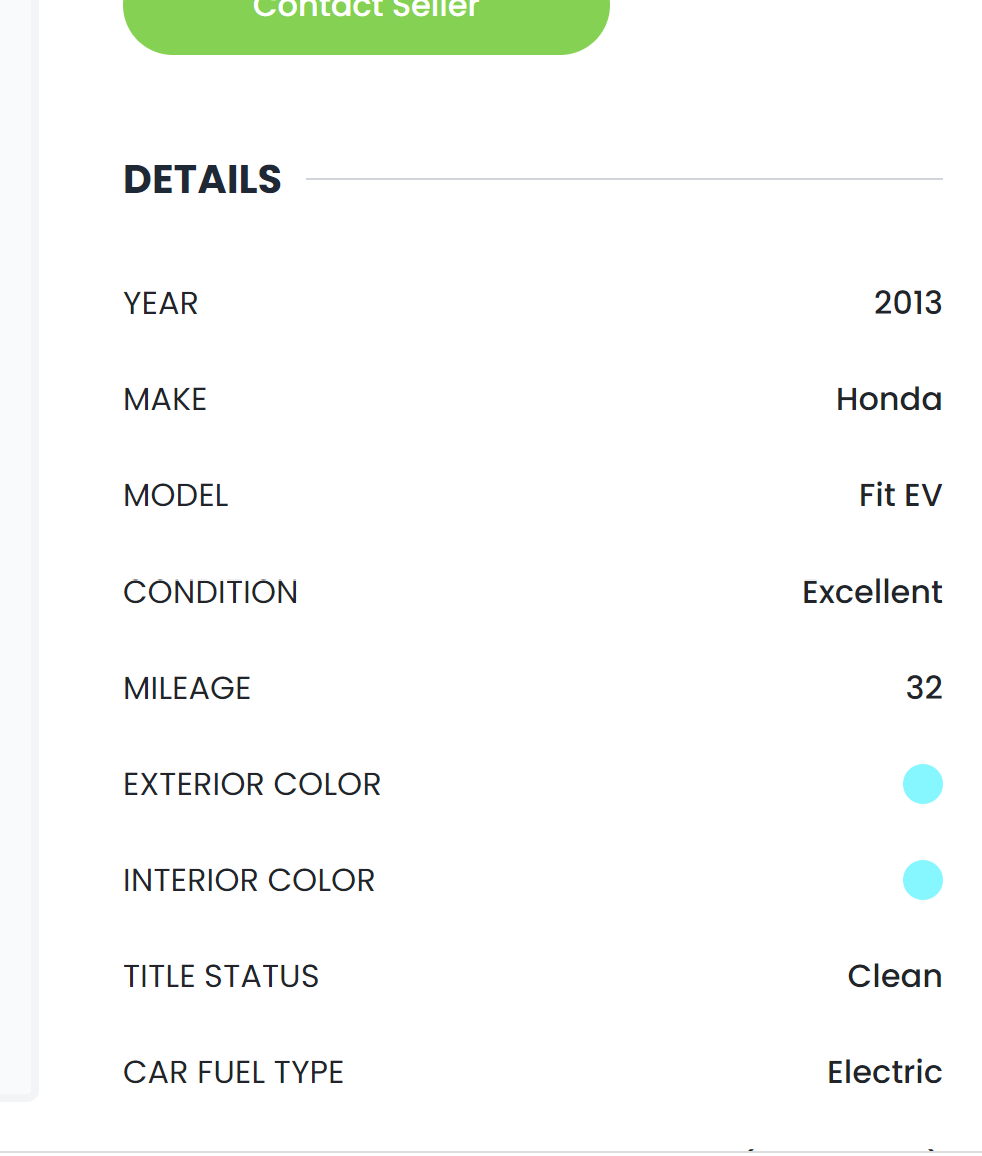 Contact Seller
DETAILS
YEAR 2013
MAKE Honda
MODEL Fit EV
CONDITION Excellent
MILEAGE 32
EXTERIOR COLOR
INTERIOR COLOR
TITLE STATUS Clean
CAR FUEL TYPE Electric